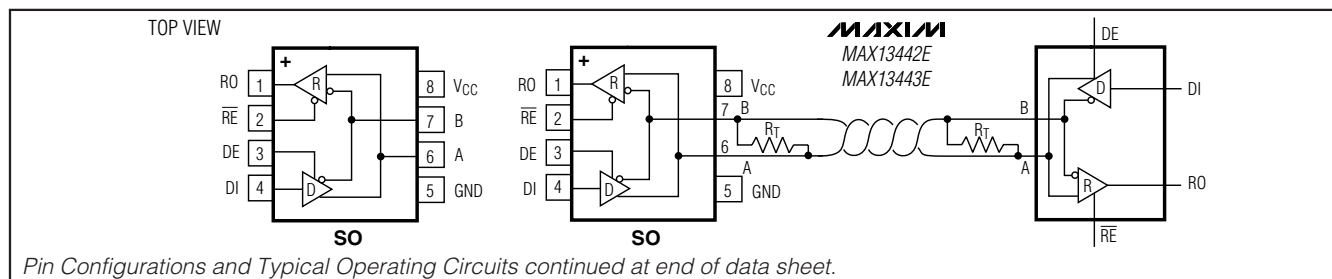 TOP VIEW
+
RO 1
R
8 VCC
RE 2
7 B
DE 3
6 A
DI 4
D
5 GND
SO
+
RO 1
R
8 VCC
RE 2
7 B
DE 3
6 A
DI 4
D
5 GND
SO
RT
MAXIM
MAX13442E
MAX13443E
RT
DE
D
DI
B
A
R
RO
RE
Pin Configurations and Typical Operating Circuits continued at end of data sheet.